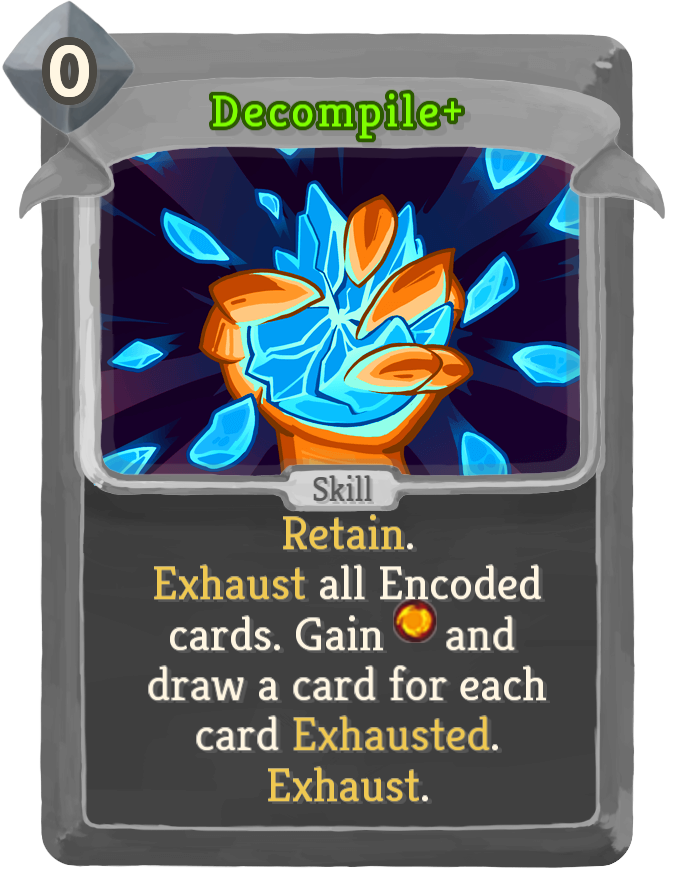 0
Decompile+
Skill
Retain.
Exhaust all Encoded
cards. Gain and
draw a card for each
card Exhausted.
Exhaust.